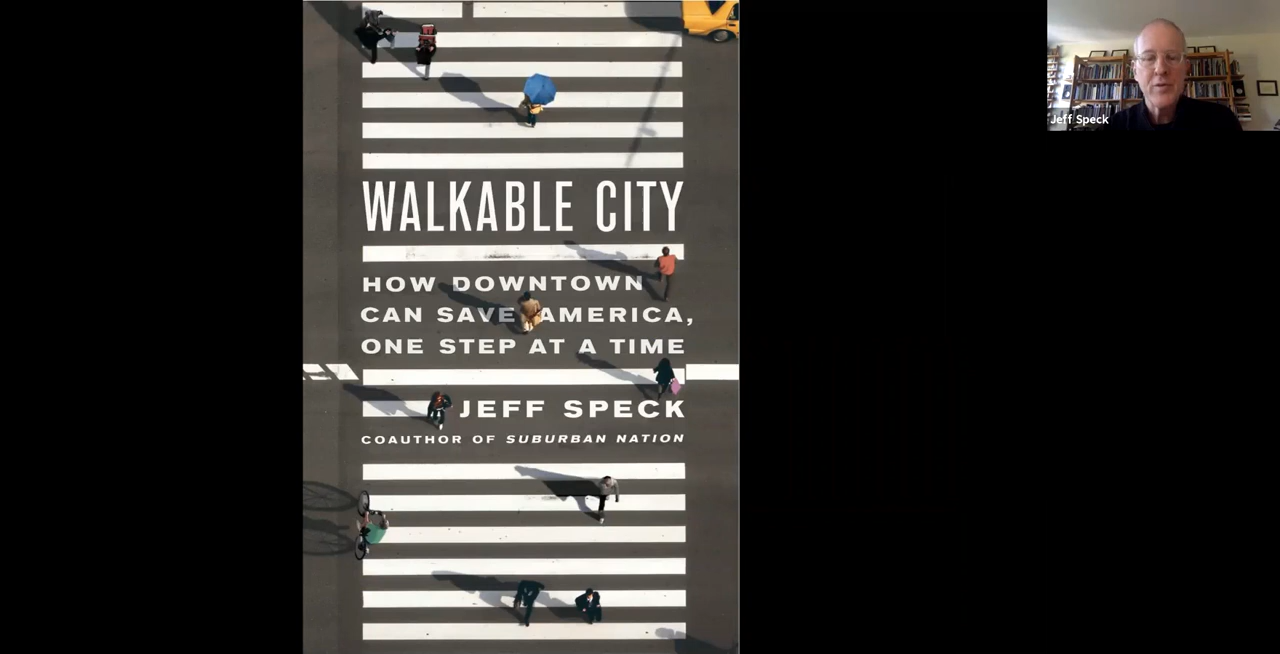 WALKABLE CITY
HOW DOWNTOWN
CAN SAVE AMERICA,
ONE STEP AT A TIME
JEFF SPECK
COAUTHOR OF SUBURBAN NATION
Jeff Speck